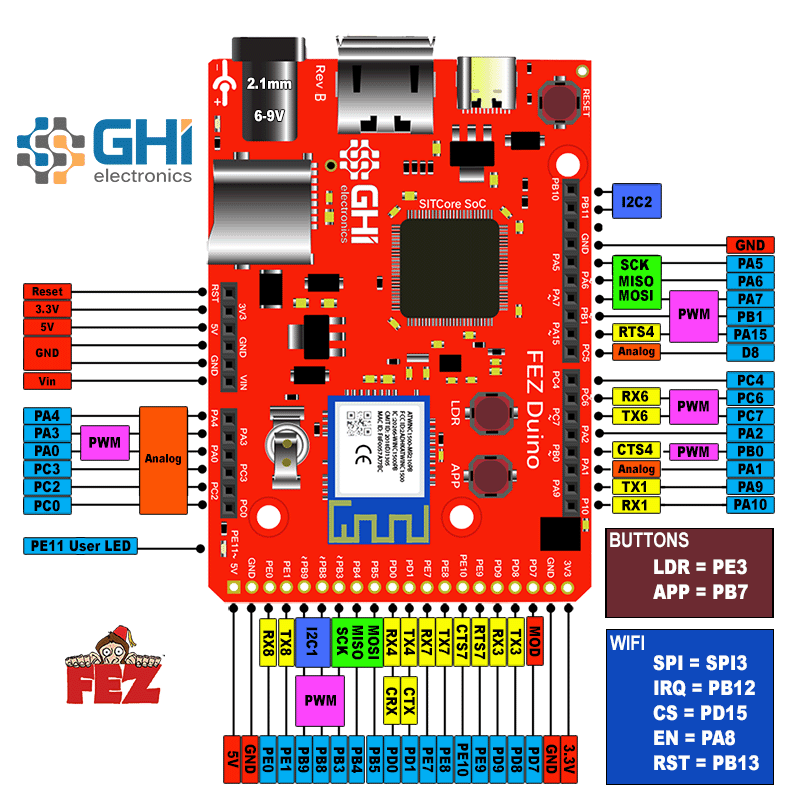 GHI
electronics
2.1mm
6-9V
- +
Rev B
RESET
GHI
electronics
SITCore SoC
FEZ Duino
LDR
APP
RST
3V3
5V
GND
GND
VIN
PA4
PA3
PA0
PC3
PC2
PC0
PE11~
PB10
PB11
GND
PA5
PA6
PA7
~
PB1
PA15
~
PC5
PC4
PC6
PC7
PA2
PB0
PA1
PA9
P10
5V
GND
PE0
PE1
~PB9
~PB8
~PB3
PB4
PB5
PD0
PD1
PE7
PE8
PE10
PE9
PD9
PD8
PD7
GND
3V3
Reset
3.3V
5V
GND
Vin
PA4
PA3
PA0
PC3
PC2
PC0
PWM
Analog
PE11 User LED
FEZ
I2C2
GND
SCK PA5
MISO PA6
MOSI PA7
PWM
PB1
RTS4 PA15
Analog D8
PC4
RX6 PC6
PWM
TX6 PC7
PA2
CTS4 PWM PB0
Analog PA1
TX1 PA9
RX1 PA10
BUTTONS
LDR = PE3
APP = PB7
WIFI
SPI = SPI3
IRQ = PB12
CS = PD15
EN = PA8
RST = PB13
RX8
TX8
I2C1
SCK
MISO
MOSI
RX4
TX4
RX7
TX7
CTS7
RTS7
RX3
TX3
MOD
PWM
CRX
CTX
5V
GND
PE0
PE1
PB9
PB8
PB3
PB4
PB5
PD0
PD1
PE7
PE8
PE10
PE9
PD9
PD8
PD7
GND
3.3V